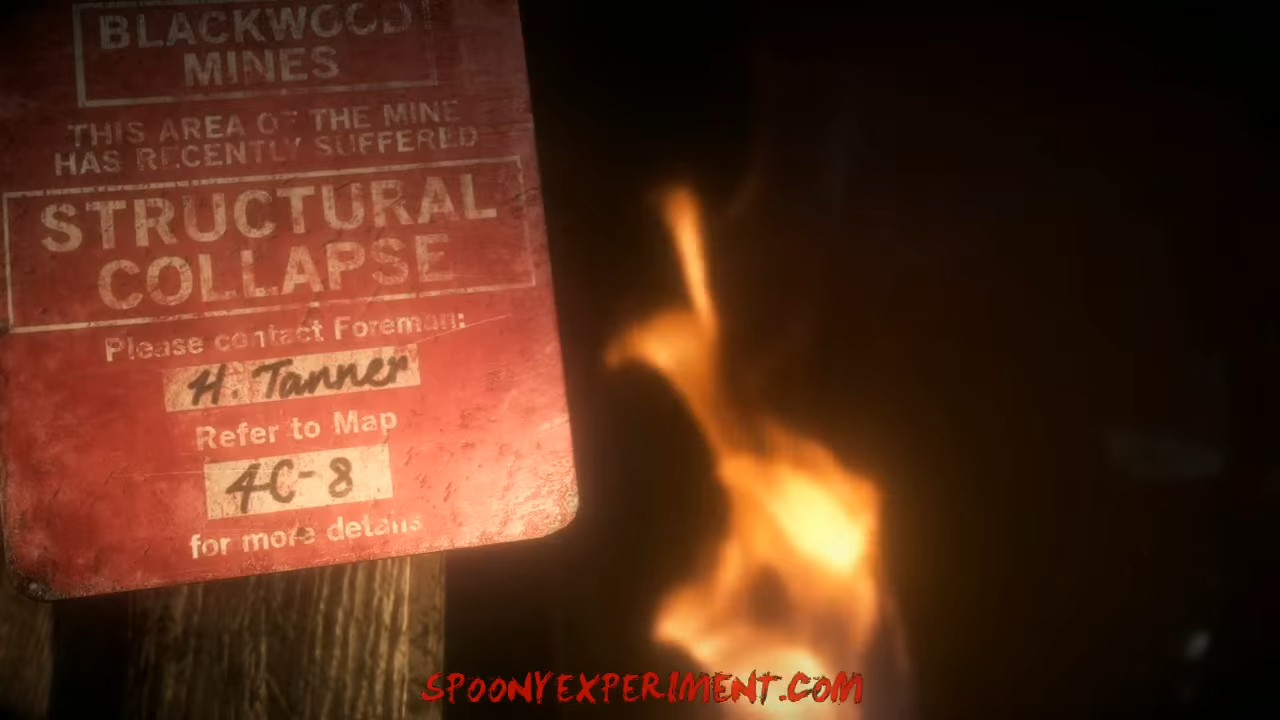 BLACKWOOD
MINES
THIS AREA OF THE MINE
HAS RECENTLY SUFFERED
STRUCTURAL
COLLAPSE
Please contact Foreman:
H. Tanner
Refer to Map
4C-8
for more details
SPOONYEXPERIMENT.COM